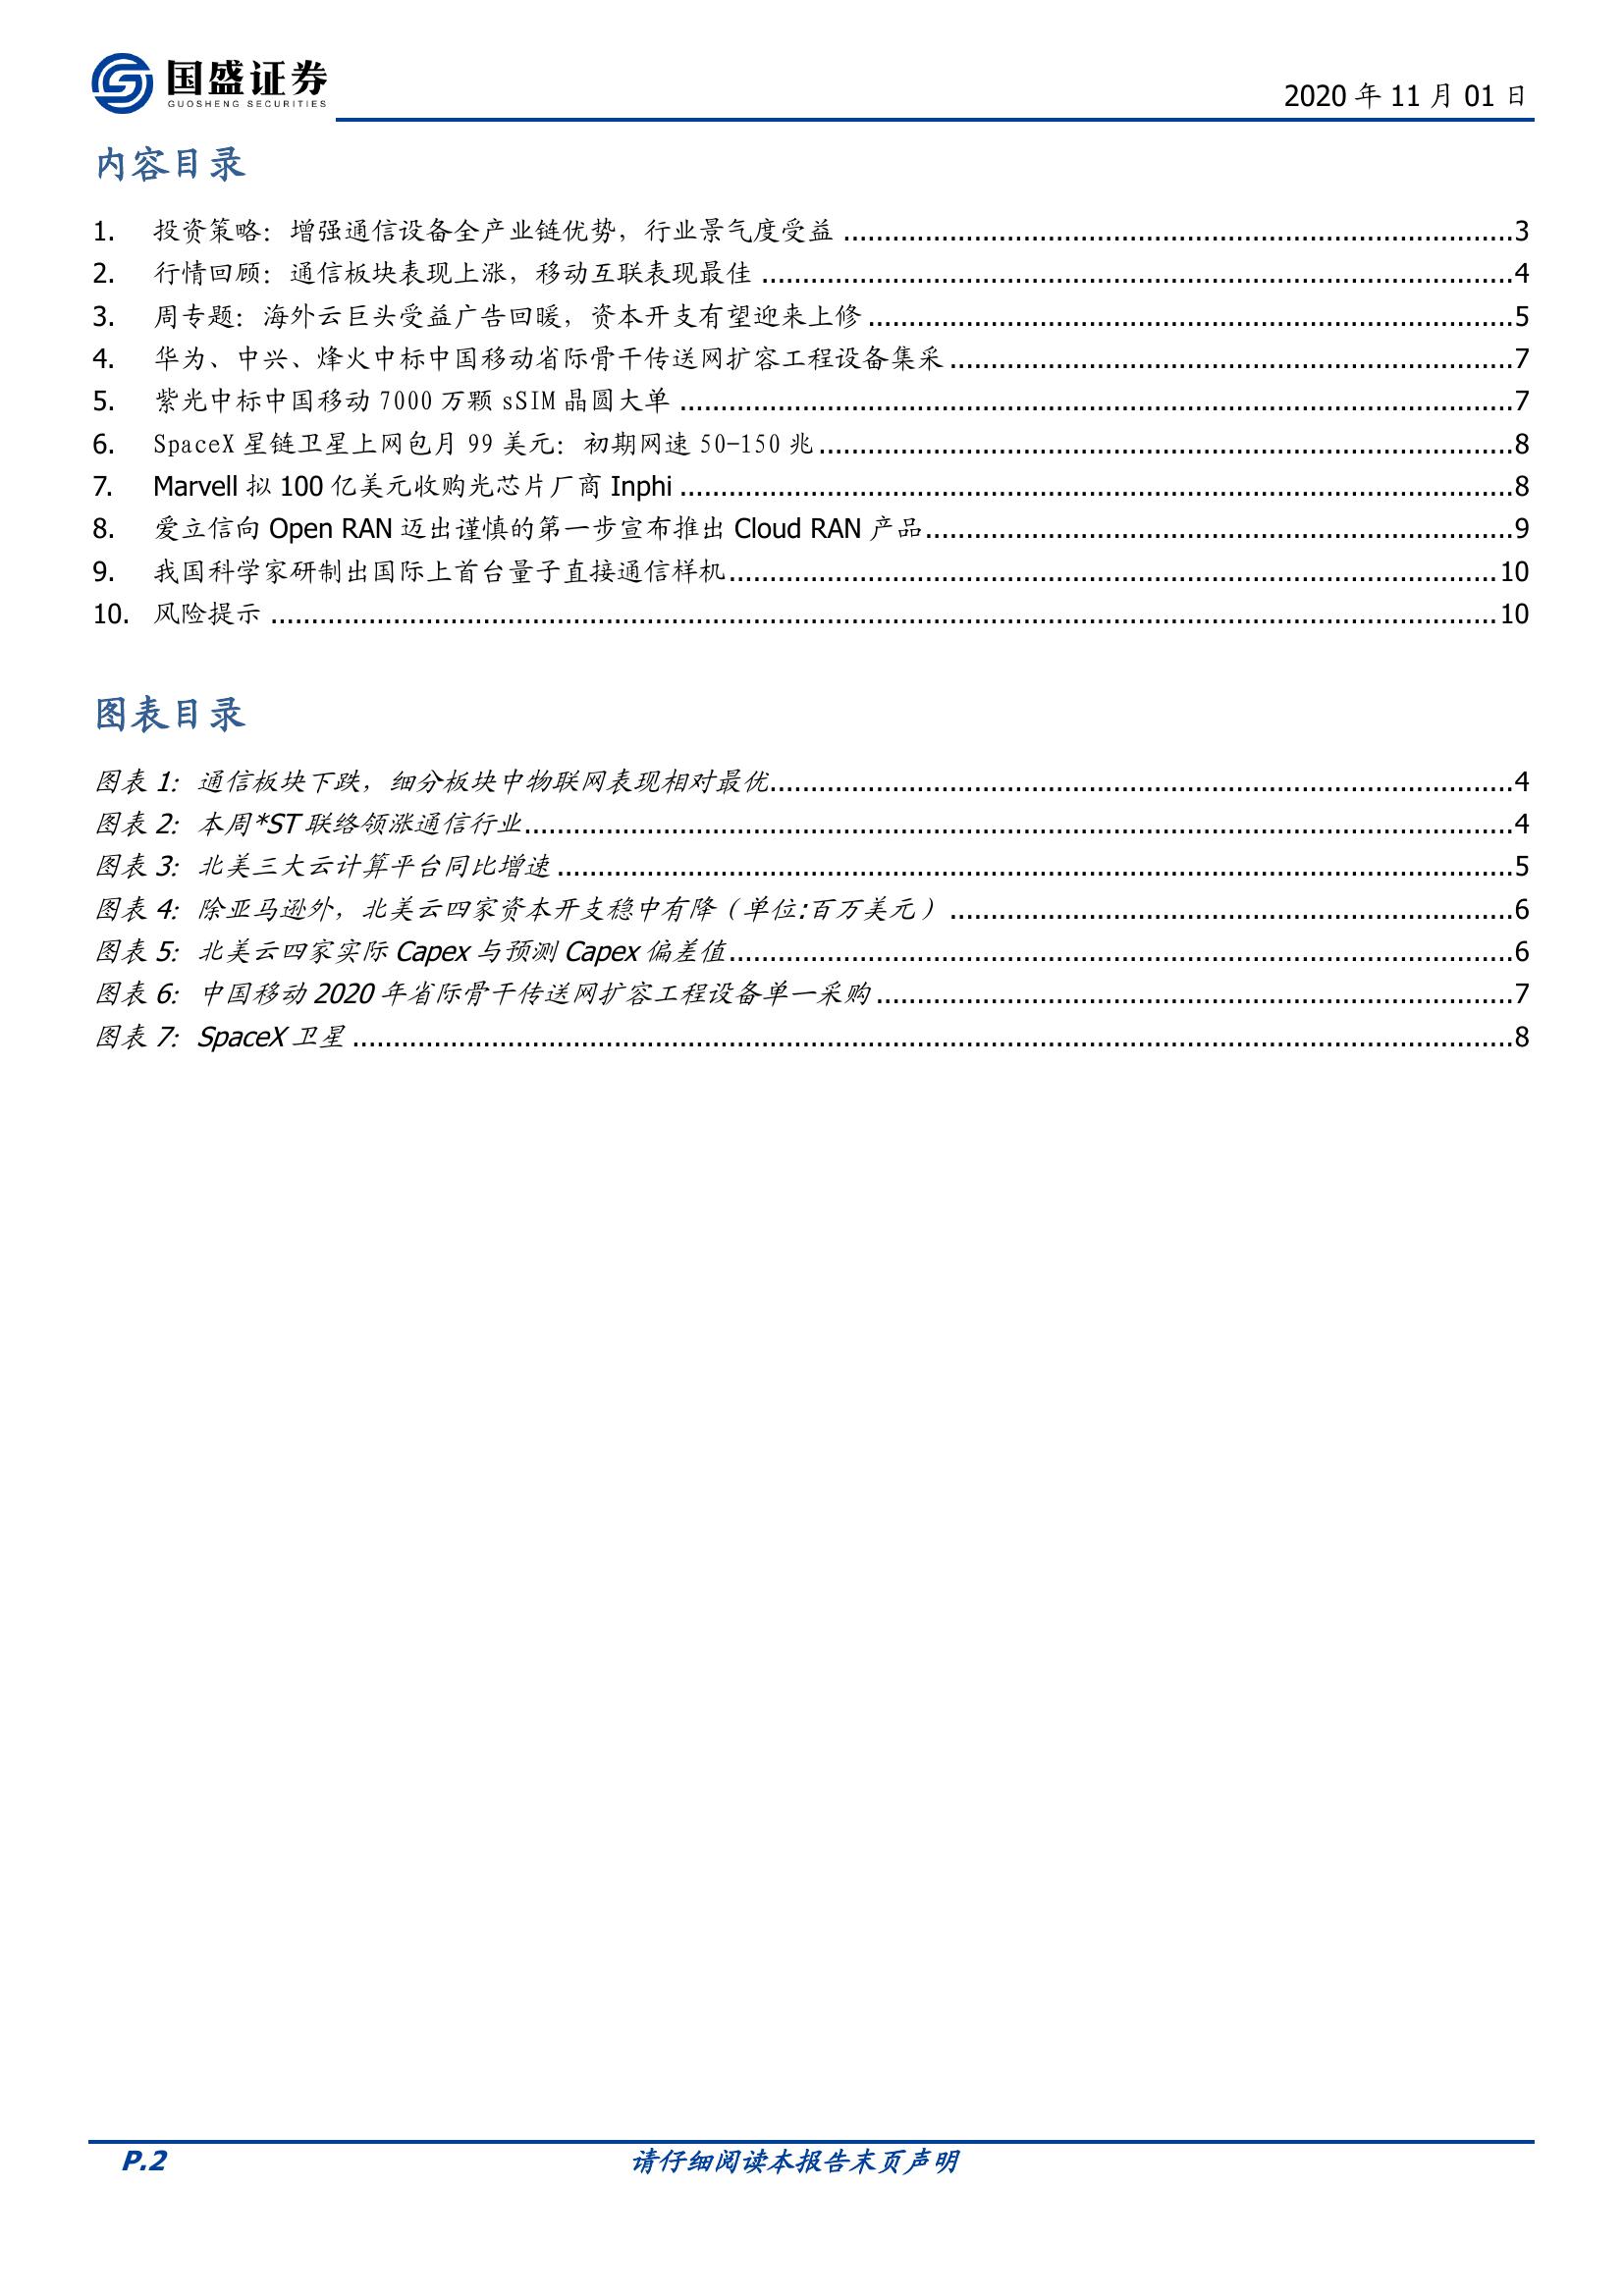 国盛证券
GUOSHENG SECURITIES
2020 年 11 月 01 日
内容目录
1. 投资策略：增强通信设备全产业链优势，行业景气度受益 ........ 3
2. 行情回顾：通信板块表现上涨，移动互联表现最佳 ........ 4
3. 周专题：海外云巨头受益广告回暖，资本开支有望迎来上修 ........ 5
4. 华为、中兴、烽火中标中国移动省际骨干传送网扩容工程设备集采 ........ 7
5. 紫光中标中国移动 7000 万颗 sSIM 晶圆大单 ........ 7
6. SpaceX 星链卫星上网包月 99 美元：初期网速 50-150 兆 ........ 8
7. Marvell 拟 100 亿美元收购光芯片厂商 Inphi ........ 8
8. 爱立信向 Open RAN 迈出谨慎的第一步宣布推出 Cloud RAN 产品 ........ 9
9. 我国科学家研制出国际上首台量子直接通信样机 ........ 10
10. 风险提示 ........ 10
图表目录
图表 1：通信板块下跌，细分板块中物联网表现相对最优 ........ 4
图表 2：本周*ST 联络领涨通信行业 ........ 4
图表 3：北美三大云计算平台同比增速 ........ 5
图表 4：除亚马逊外，北美云四家资本开支稳中有降（单位:百万美元） ........ 6
图表 5：北美云四家实际 Capex 与预测 Capex 偏差值 ........ 6
图表 6：中国移动 2020 年省际骨干传送网扩容工程设备单一采购 ........ 7
图表 7：SpaceX 卫星 ........ 8
P.2 请仔细阅读本报告末页声明